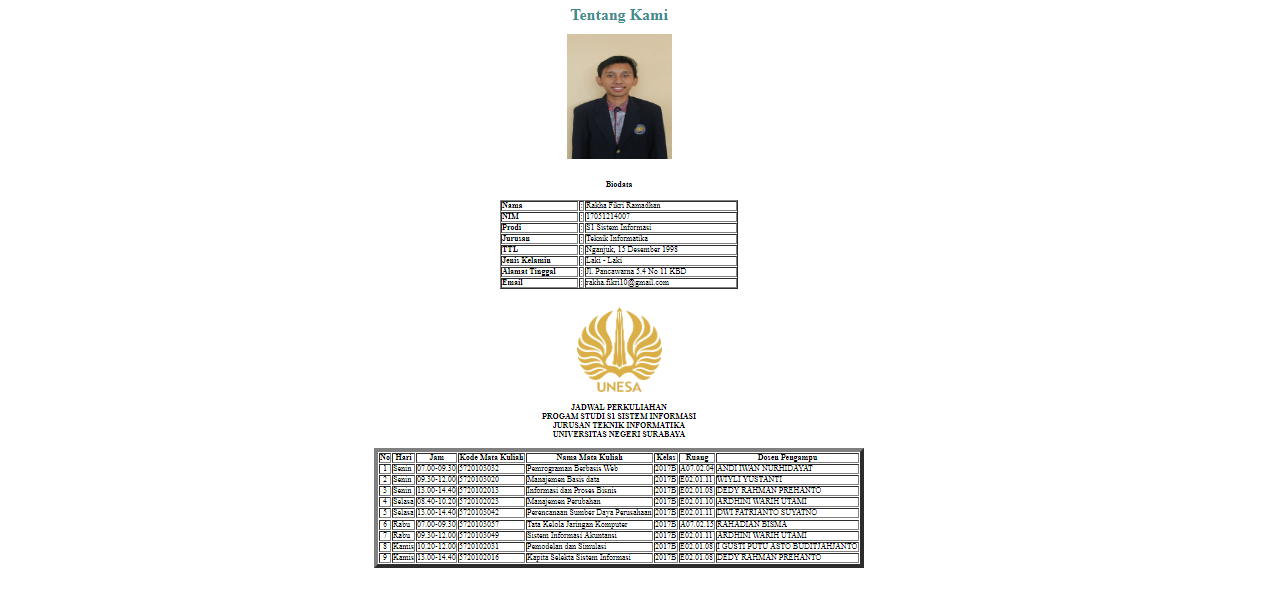 Tentang Kami
Biodata
Nama : Rakha Fikri Ramadhan
NIM : 17051214007
Prodi : S1 Sistem Informasi
Jurusan : Teknik Informatika
TTL : Nganjuk, 15 Desember 1998
Jenis Kelamin : Laki - Laki
Alamat Tinggal : Jl. Pancawarna 5.4 No 11 KBD
Email : rakha.fikri10@gmail.com
UNESA
JADWAL PERKULIAHAN
PROGAM STUDI S1 SISTEM INFORMASI
JURUSAN TEKNIK INFORMATIKA
UNIVERSITAS NEGERI SURABAYA
No Hari Jam Kode Mata Kuliah Nama Mata Kuliah Kelas Ruang Dosen Pengampu
1 Senin 07.00-09.30 5720103032 Pemrograman Berbasis Web 2017B A07.02.04 ANDI IWAN NURHIDAYAT
2 Senin 09.30-12.00 5720103020 Manajemen Basis data 2017B E02.01.11 WIYLI YUSTANTI
3 Senin 13.00-14.40 5720102013 Informasi dan Proses Bisnis 2017B E02.01.08 DEDY RAHMAN PREHANTO
4 Selasa 08.40-10.20 5720102023 Manajemen Perubahan 2017B E02.01.10 ARDHINI WARIH UTAMI
5 Selasa 13.00-14.40 5720103042 Perencanaan Sumber Daya Perusahaan 2017B E02.01.11 DWI FATRIANTO SUYATNO
6 Rabu 07.00-09.30 5720103057 Tata Kelola Jaringan Komputer 2017B A07.02.15 RAHADIAN BISMA
7 Rabu 09.30-12.00 5720103049 Sistem Informasi Akuntansi 2017B E02.01.11 ARDHINI WARIH UTAMI
8 Kamis 10.20-12.00 5720102031 Pemodelan dan Simulasi 2017B E02.01.08 I GUSTI PUTU ASTO BUDITJAHJANTO
9 Kamis 13.00-14.40 5720102016 Kapita Selekta Sistem Informasi 2017B E02.01.08 DEDY RAHMAN PREHANTO